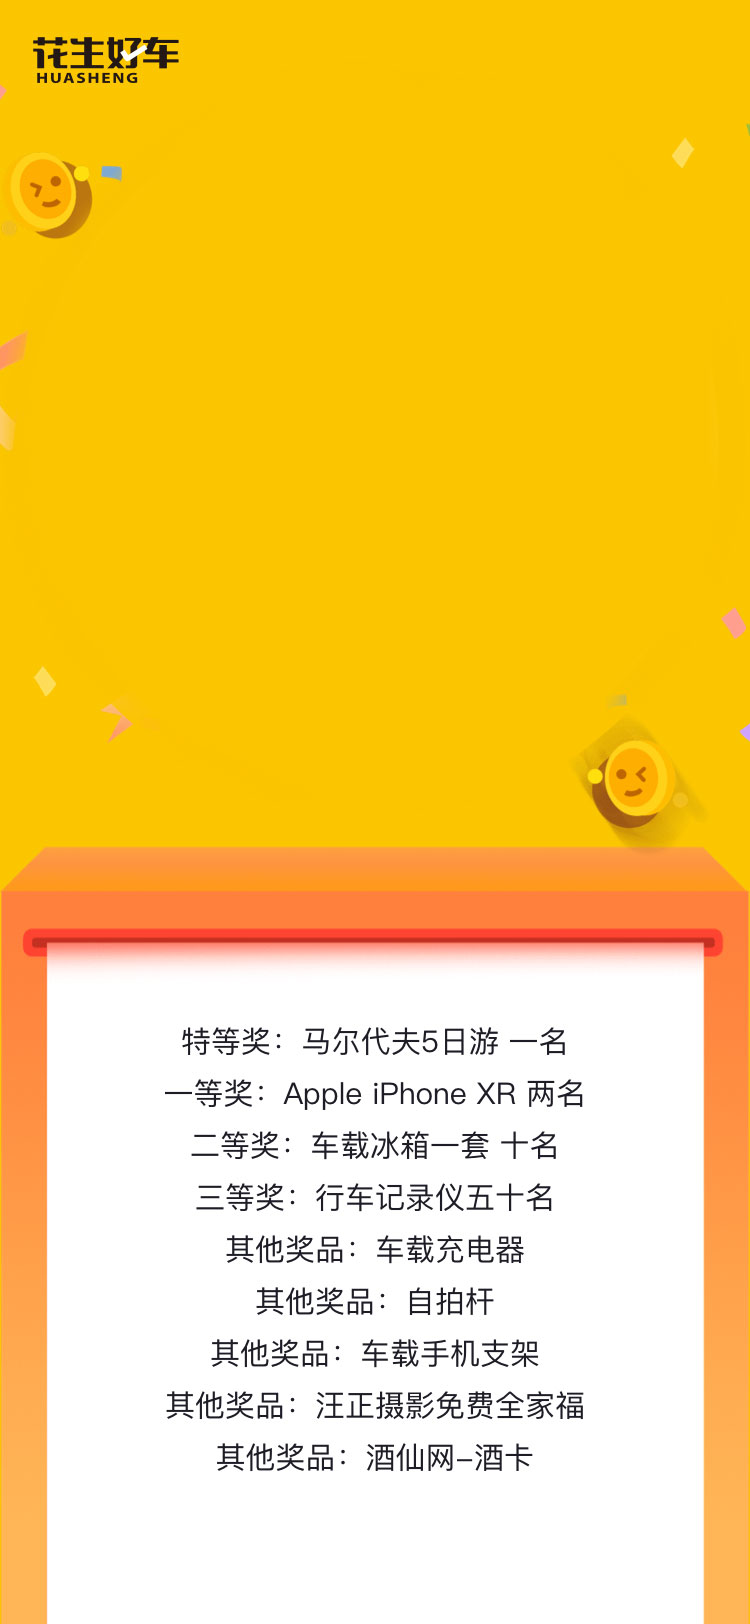 花生好车
HUASHENG
特等奖：马尔代夫5日游 一名
一等奖：Apple iPhone XR 两名
二等奖：车载冰箱一套 十名
三等奖：行车记录仪五十名
其他奖品：车载充电器
其他奖品：自拍杆
其他奖品：车载手机支架
其他奖品：汪正摄影免费全家福
其他奖品：酒仙网-酒卡